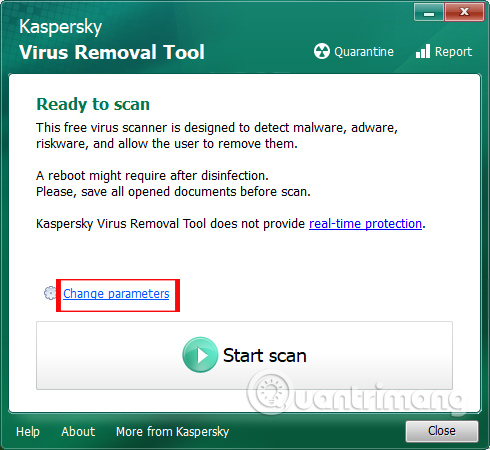 Kaspersky
Virus Removal Tool
Quarantine
Report
Ready to scan
This free virus scanner is designed to detect malware, adware,
riskware, and allow the user to remove them.
A reboot might require after disinfection.
Please, save all opened documents before scan.
Kaspersky Virus Removal Tool does not provide real-time protection.
Change parameters
Start scan
Quantrimang
Help
About
More from Kaspersky
Close